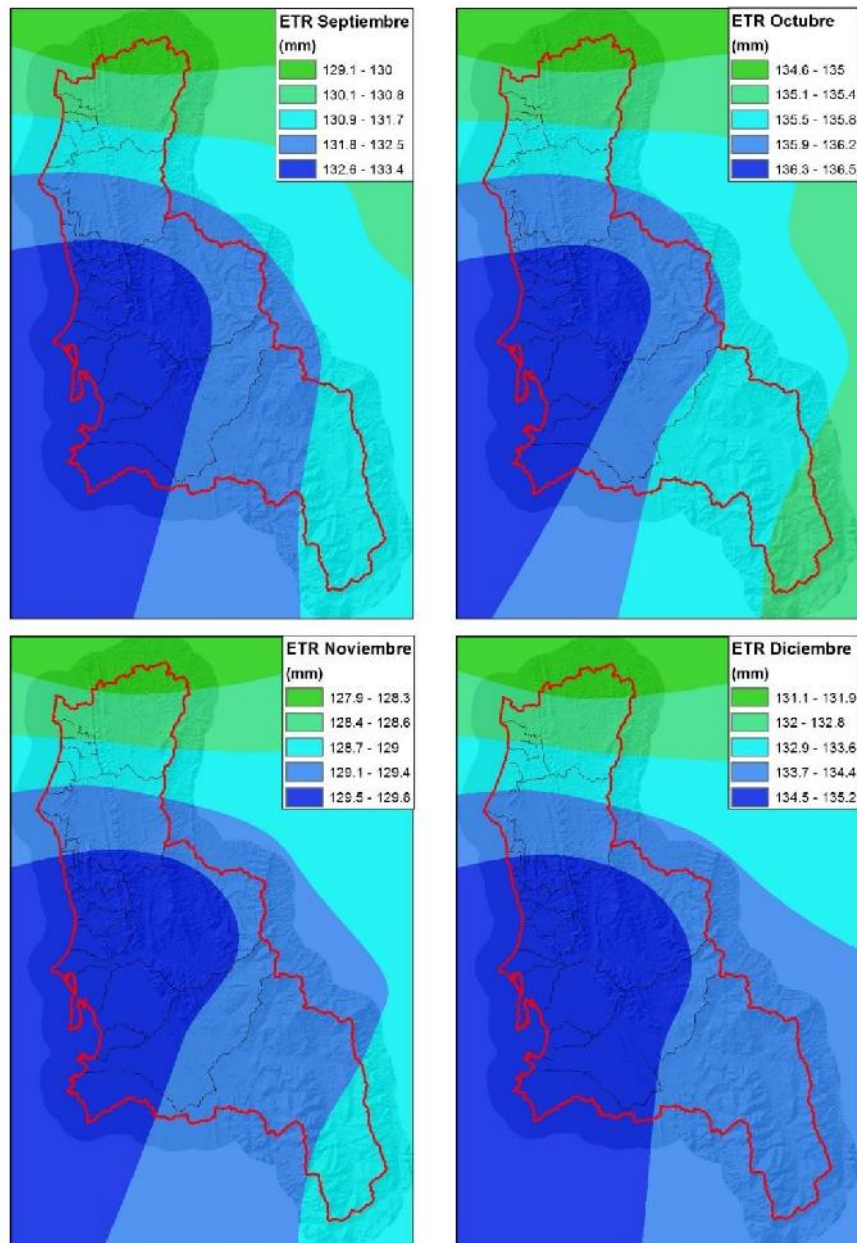 ETR Septiembre
(mm)
129.1 - 130
130.1 - 130.8
130.9 - 131.7
131.8 - 132.5
132.6 - 133.4
ETR Octubre
(mm)
134.6 - 135
135.1 - 135.4
135.5 - 135.8
135.9 - 136.2
136.3 - 136.5
ETR Noviembre
(mm)
127.9 - 128.3
128.4 - 128.6
128.7 - 129
129.1 - 129.4
129.5 - 129.8
ETR Diciembre
(mm)
131.1 - 131.9
132 - 132.8
132.9 - 133.6
133.7 - 134.4
134.5 - 135.2